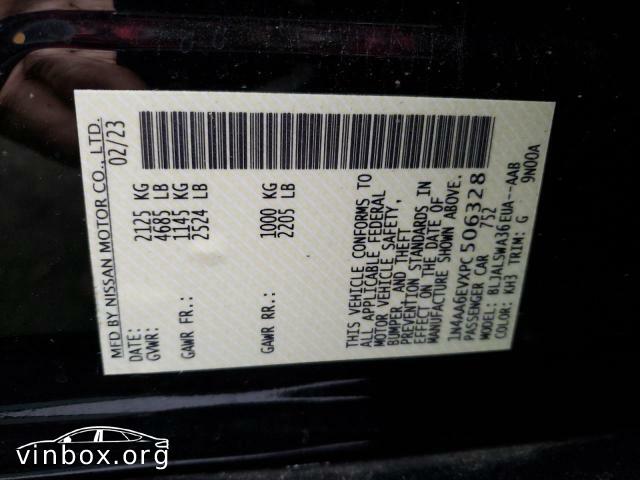 MFD BY NISSAN MOTOR CO., LTD.
DATE: 02/23
GVWR: 2125 KG
4685 LB
GAWR FR.: 1145 KG
2524 LB
GAWR RR.: 1000 KG
2205 LB
THIS VEHICLE CONFORMS TO
ALL APPLICABLE FEDERAL
MOTOR VEHICLE SAFETY,
BUMPER, AND THEFT
PREVENTION STANDARDS IN
EFFECT ON THE DATE OF
MANUFACTURE SHOWN ABOVE.
1N4AA6EVXPC506328
PASSENGER CAR 752
MODEL: BLJALSWA36EUA--AAB
COLOR: KH3 TRIM: G 9N00A
vinbox.org